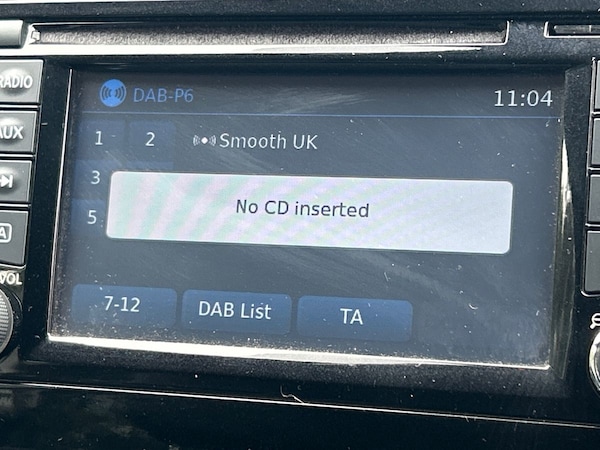 RADIO
AUX
A
VOL
DAB-P6
11:04
1 2 Smooth UK
3
No CD inserted
5
7-12 DAB List TA